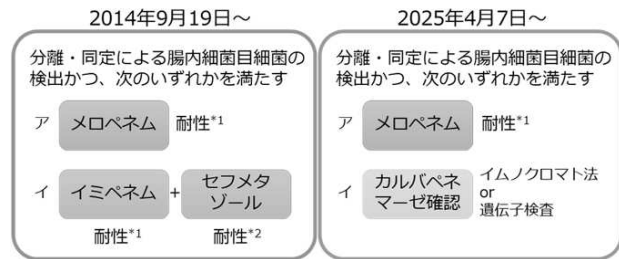 2014年9月19日～
分離・同定による腸内細菌目細菌の
検出かつ、次のいずれかを満たす
ア メロペネム 耐性*1
イ イミペネム + セフメタ
ゾール
耐性*1 耐性*2
2025年4月7日～
分離・同定による腸内細菌目細菌の
検出かつ、次のいずれかを満たす
ア メロペネム 耐性*1
イ カルバペネ
マーゼ確認
イムノクロマト法
or
遺伝子検査